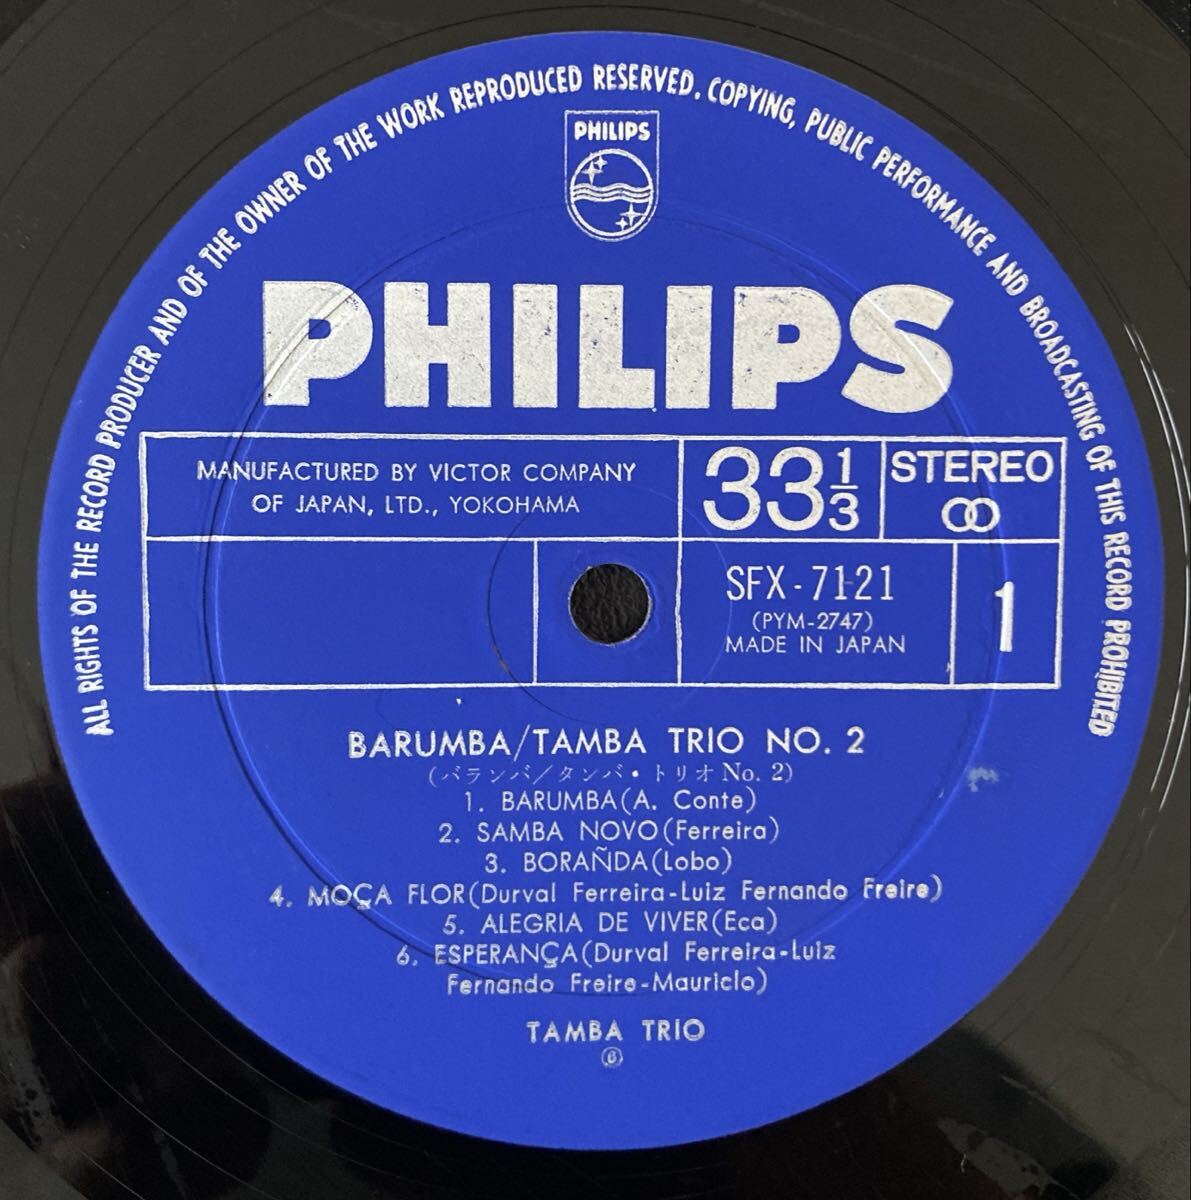 ALL RIGHTS OF THE RECORD PRODUCER AND OF THE OWNER OF THE WORK REPRODUCED RESERVED. COPYING, PUBLIC PERFORMANCE AND BROADCASTING OF THIS RECORD PROHIBITED
PHILIPS
PHILIPS
MANUFACTURED BY VICTOR COMPANY
OF JAPAN, LTD., YOKOHAMA
33 1/3
STEREO
SFX-7121
(PYM-2747)
MADE IN JAPAN
1
BARUMBA/TAMBA TRIO NO. 2
(バランバ/タンバ・トリオ No. 2)
1. BARUMBA(A. Conte)
2. SAMBA NOVO(Ferreira)
3. BORAÑDA(Lobo)
4. MOÇA FLOR(Durval Ferreira-Luiz Fernando Freire)
5. ALEGRIA DE VIVER(Eca)
6. ESPERANÇA(Durval Ferreira-Luiz
Fernando Freire-Mauricio)
TAMBA TRIO